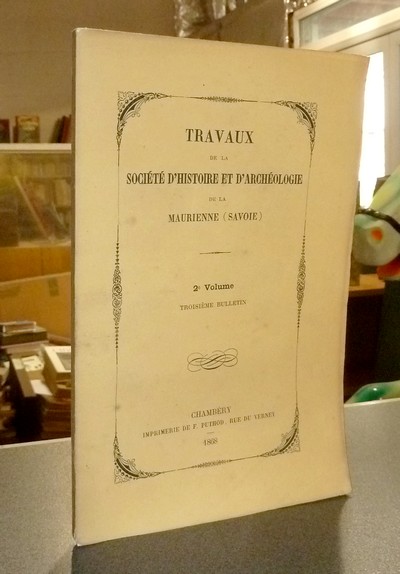 TRAVAUX
DE LA
SOCIÉTÉ D'HISTOIRE ET D'ARCHÉOLOGIE
DE LA
MAURIENNE (SAVOIE)
2e Volume
TROISIÈME BULLETIN
CHAMBÉRY
IMPRIMERIE DE F. PUTHOD, RUE DU VERNEY
1868